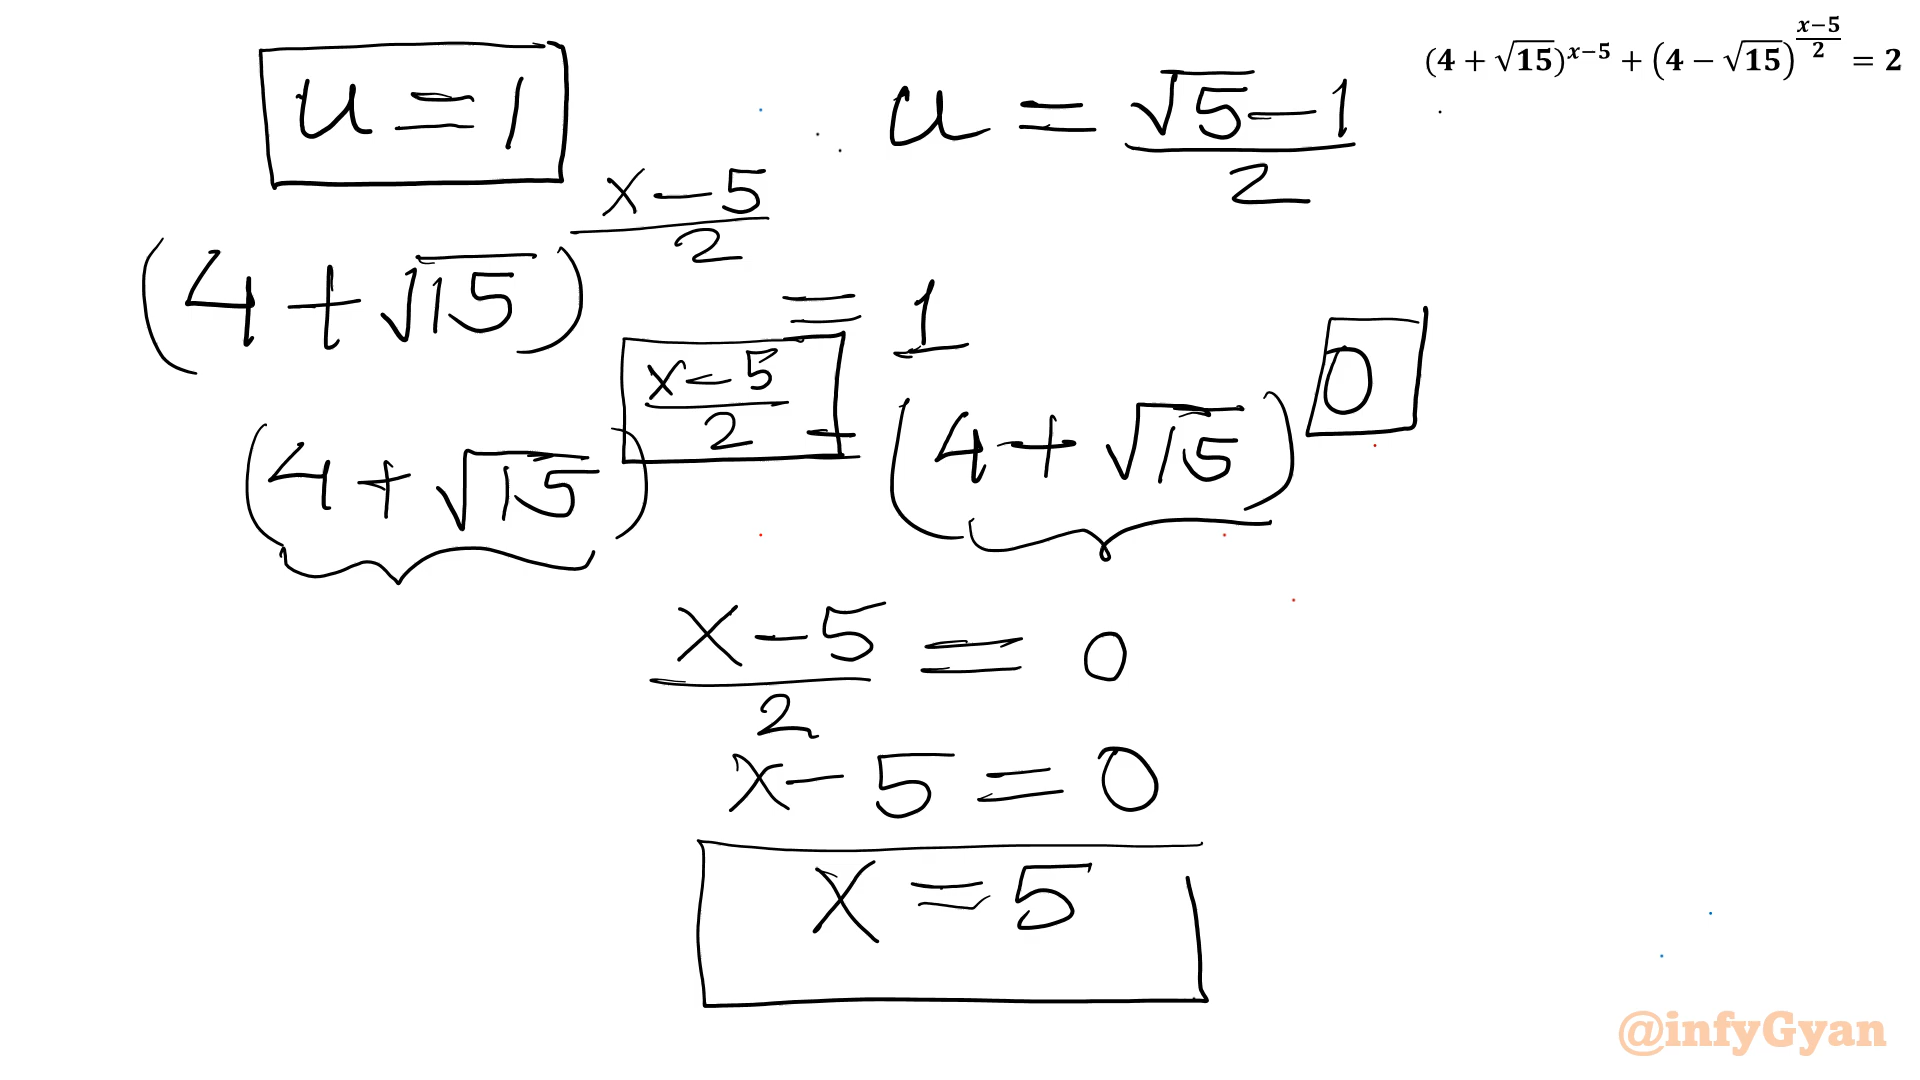 (4 + √15)^(x−5) + (4 − √15)^((x−5)/2) = 2
u = 1
u = (√5 − 1)/2
(4 + √15)^((x−5)/2) = 1
(4 + √15)^((x−5)/2) = (4 + √15)^0
(x − 5)/2 = 0
x − 5 = 0
x = 5
@infyGyan